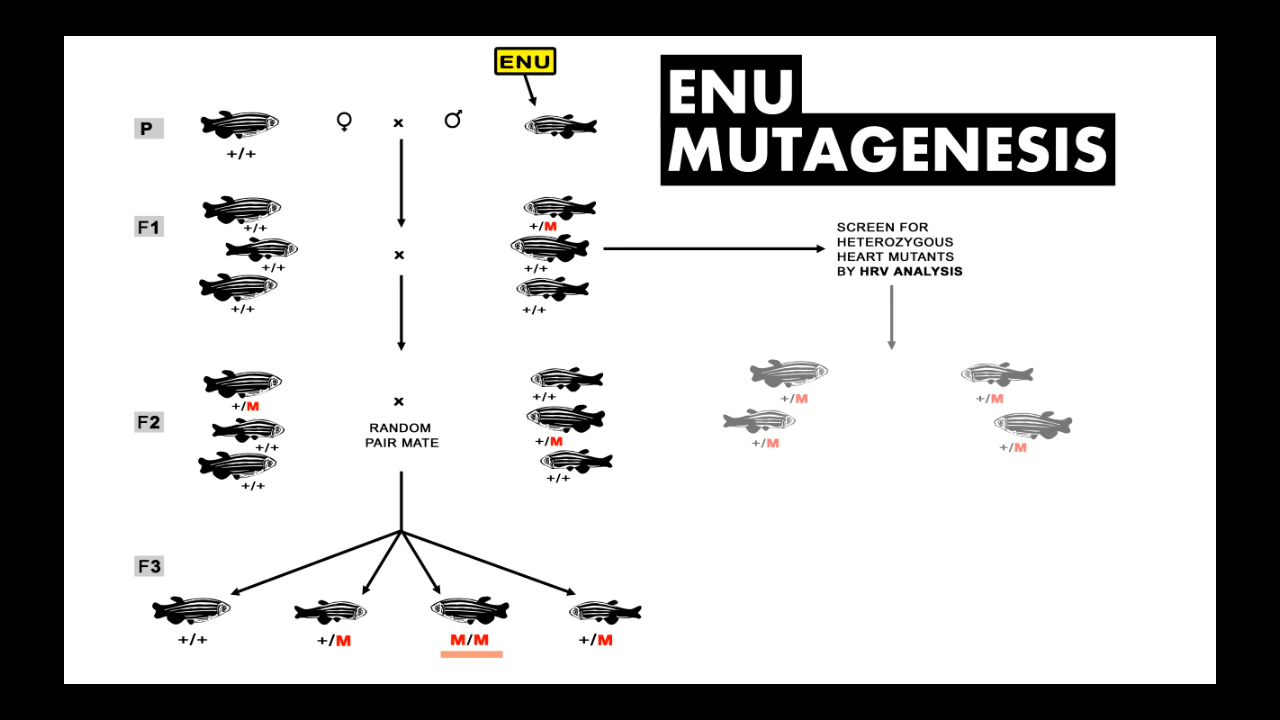 ENU
ENU
MUTAGENESIS
P
♀ x ♂
+/+
F1
+/+
+/+
+/+
x
+/M
+/+
+/+
SCREEN FOR
HETEROZYGOUS
HEART MUTANTS
BY HRV ANALYSIS
F2
+/M
+/+
+/+
x
RANDOM
PAIR MATE
+/+
+/M
+/+
+/M
+/M
+/M
+/M
F3
+/+
+/M
M/M
+/M